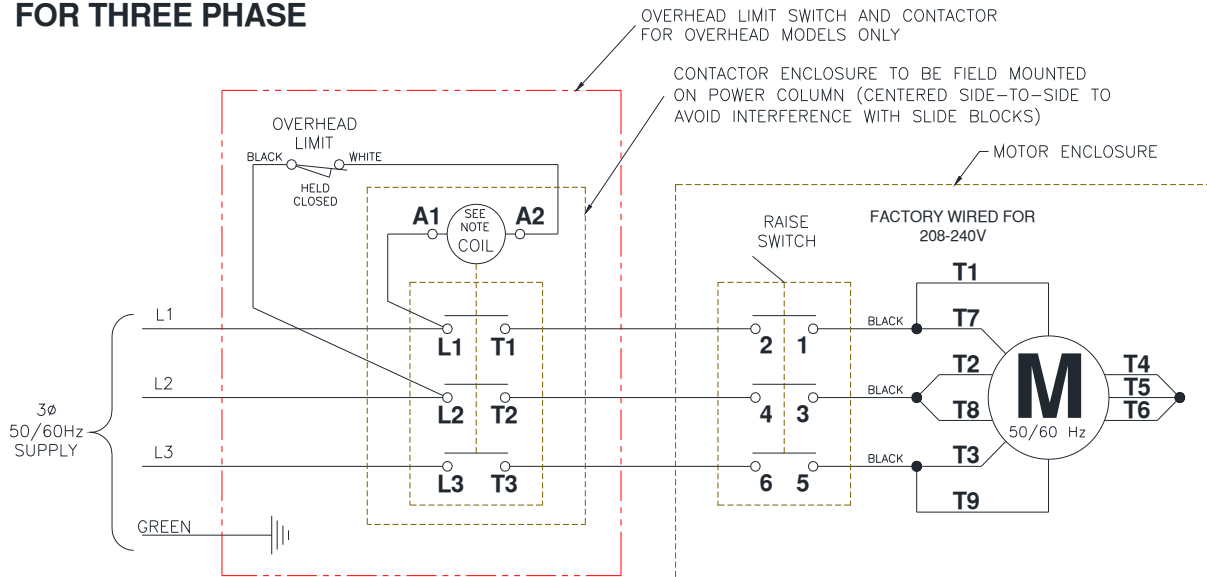 FOR THREE PHASE
OVERHEAD LIMIT SWITCH AND CONTACTOR
FOR OVERHEAD MODELS ONLY
CONTACTOR ENCLOSURE TO BE FIELD MOUNTED
ON POWER COLUMN (CENTERED SIDE-TO-SIDE TO
AVOID INTERFERENCE WITH SLIDE BLOCKS)
MOTOR ENCLOSURE
OVERHEAD
LIMIT
BLACK
WHITE
HELD
CLOSED
A1
SEE
NOTE
COIL
A2
RAISE
SWITCH
FACTORY WIRED FOR
208-240V
3ø
50/60Hz
SUPPLY
L1
L2
L3
GREEN
L1 T1
L2 T2
L3 T3
2 1
4 3
6 5
BLACK
BLACK
BLACK
T1
T7
T2
T8
T3
T9
M
50/60 Hz
T4
T5
T6